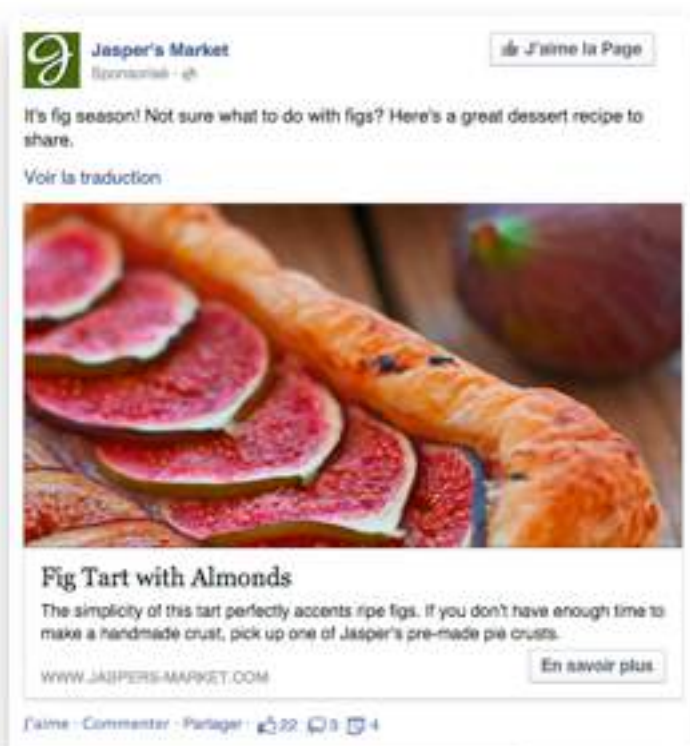 Jasper's Market
J'aime la Page
Sponsorisé
It's fig season! Not sure what to do with figs? Here's a great dessert recipe to
share.
Voir la traduction
Fig Tart with Almonds
The simplicity of this tart perfectly accents ripe figs. If you don't have enough time to
make a handmade crust, pick up one of Jasper's pre-made pie crusts.
En savoir plus
WWW.JASPERS-MARKET.COM
J'aime · Commenter · Partager · 22 3 4